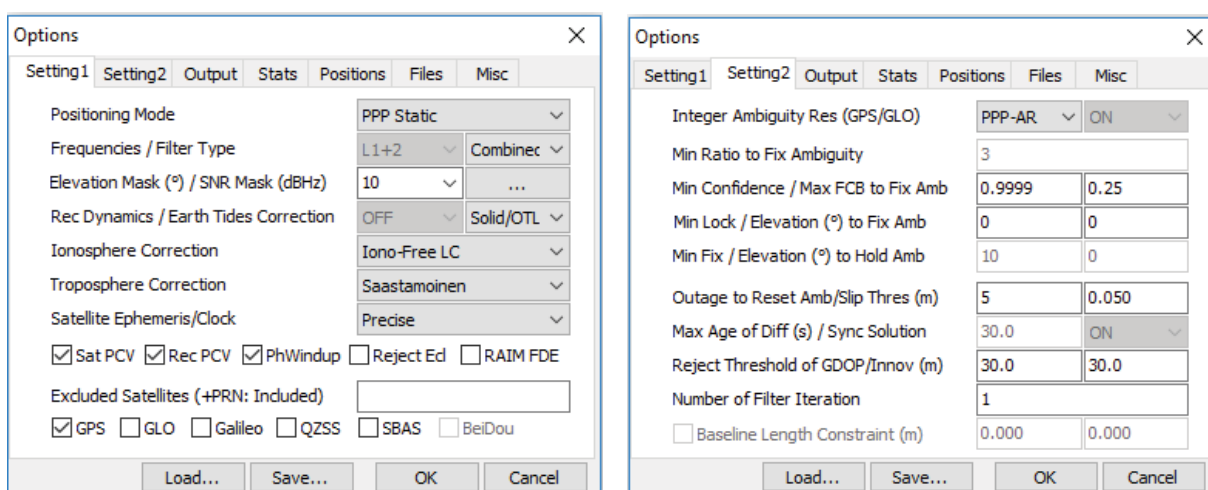 Options
Setting1 Setting2 Output Stats Positions Files Misc
Positioning Mode PPP Static
Frequencies / Filter Type L1+2 Combinec
Elevation Mask (°) / SNR Mask (dBHz) 10 ...
Rec Dynamics / Earth Tides Correction OFF Solid/OTL
Ionosphere Correction Iono-Free LC
Troposphere Correction Saastamoinen
Satellite Ephemeris/Clock Precise
Sat PCV Rec PCV PhWindup Reject Ecl RAIM FDE
Excluded Satellites (+PRN: Included)
GPS GLO Galileo QZSS SBAS BeiDou
Load... Save... OK Cancel
Options
Setting1 Setting2 Output Stats Positions Files Misc
Integer Ambiguity Res (GPS/GLO) PPP-AR ON
Min Ratio to Fix Ambiguity 3
Min Confidence / Max FCB to Fix Amb 0.9999 0.25
Min Lock / Elevation (°) to Fix Amb 0 0
Min Fix / Elevation (°) to Hold Amb 10 0
Outage to Reset Amb/Slip Thres (m) 5 0.050
Max Age of Diff (s) / Sync Solution 30.0 ON
Reject Threshold of GDOP/Innov (m) 30.0 30.0
Number of Filter Iteration 1
Baseline Length Constraint (m) 0.000 0.000
Load... Save... OK Cancel